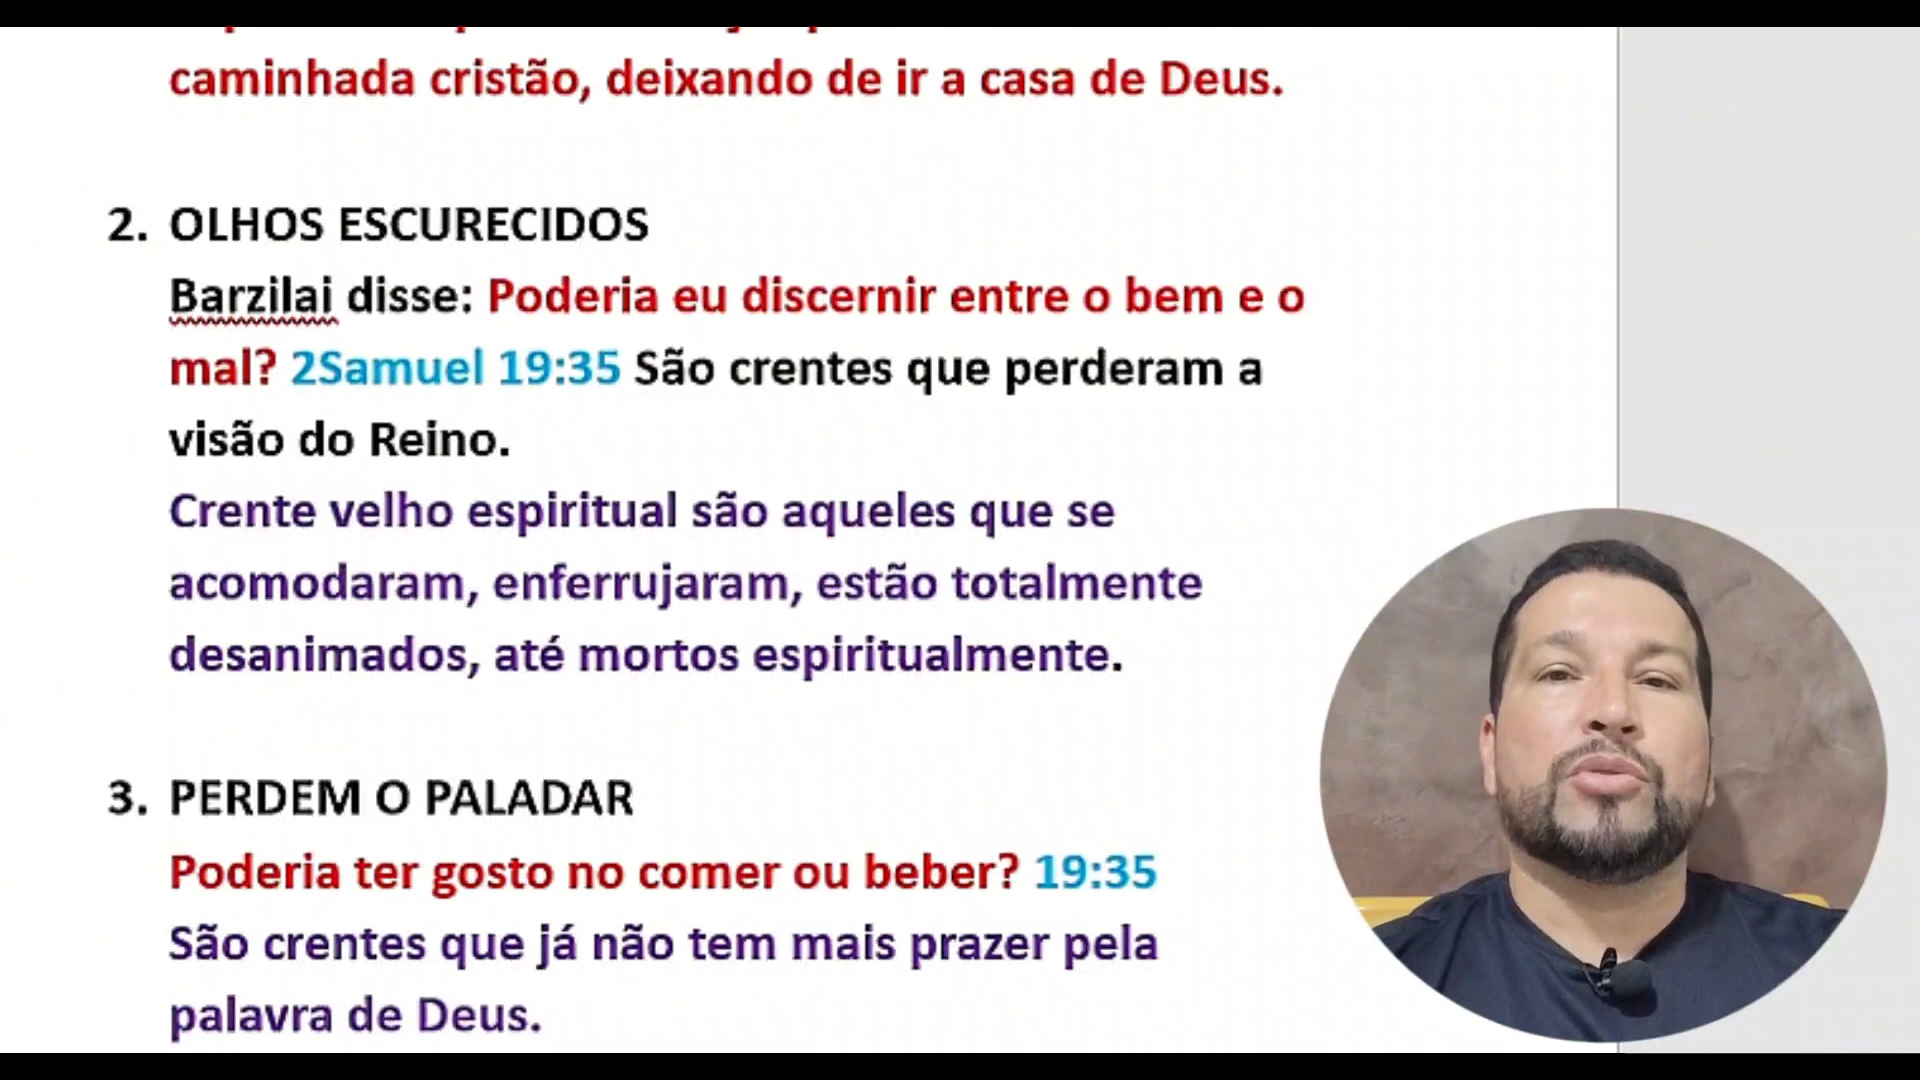 caminhada cristão, deixando de ir a casa de Deus.
2. OLHOS ESCURECIDOS
Barzilai disse: Poderia eu discernir entre o bem e o
mal? 2Samuel 19:35 São crentes que perderam a
visão do Reino.
Crente velho espiritual são aqueles que se
acomodaram, enferrujaram, estão totalmente
desanimados, até mortos espiritualmente.
3. PERDEM O PALADAR
Poderia ter gosto no comer ou beber? 19:35
São crentes que já não tem mais prazer pela
palavra de Deus.